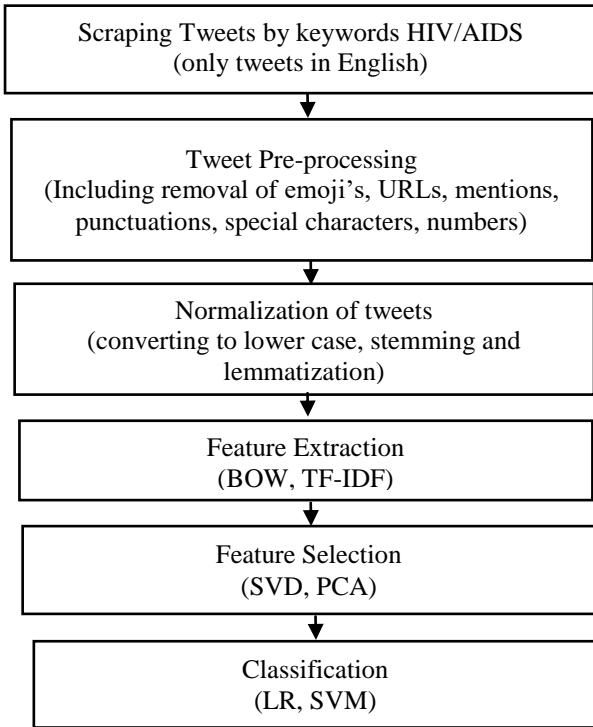 Scraping Tweets by keywords HIV/AIDS
(only tweets in English)
Tweet Pre-processing
(Including removal of emoji's, URLs, mentions,
punctuations, special characters, numbers)
Normalization of tweets
(converting to lower case, stemming and
lemmatization)
Feature Extraction
(BOW, TF-IDF)
Feature Selection
(SVD, PCA)
Classification
(LR, SVM)